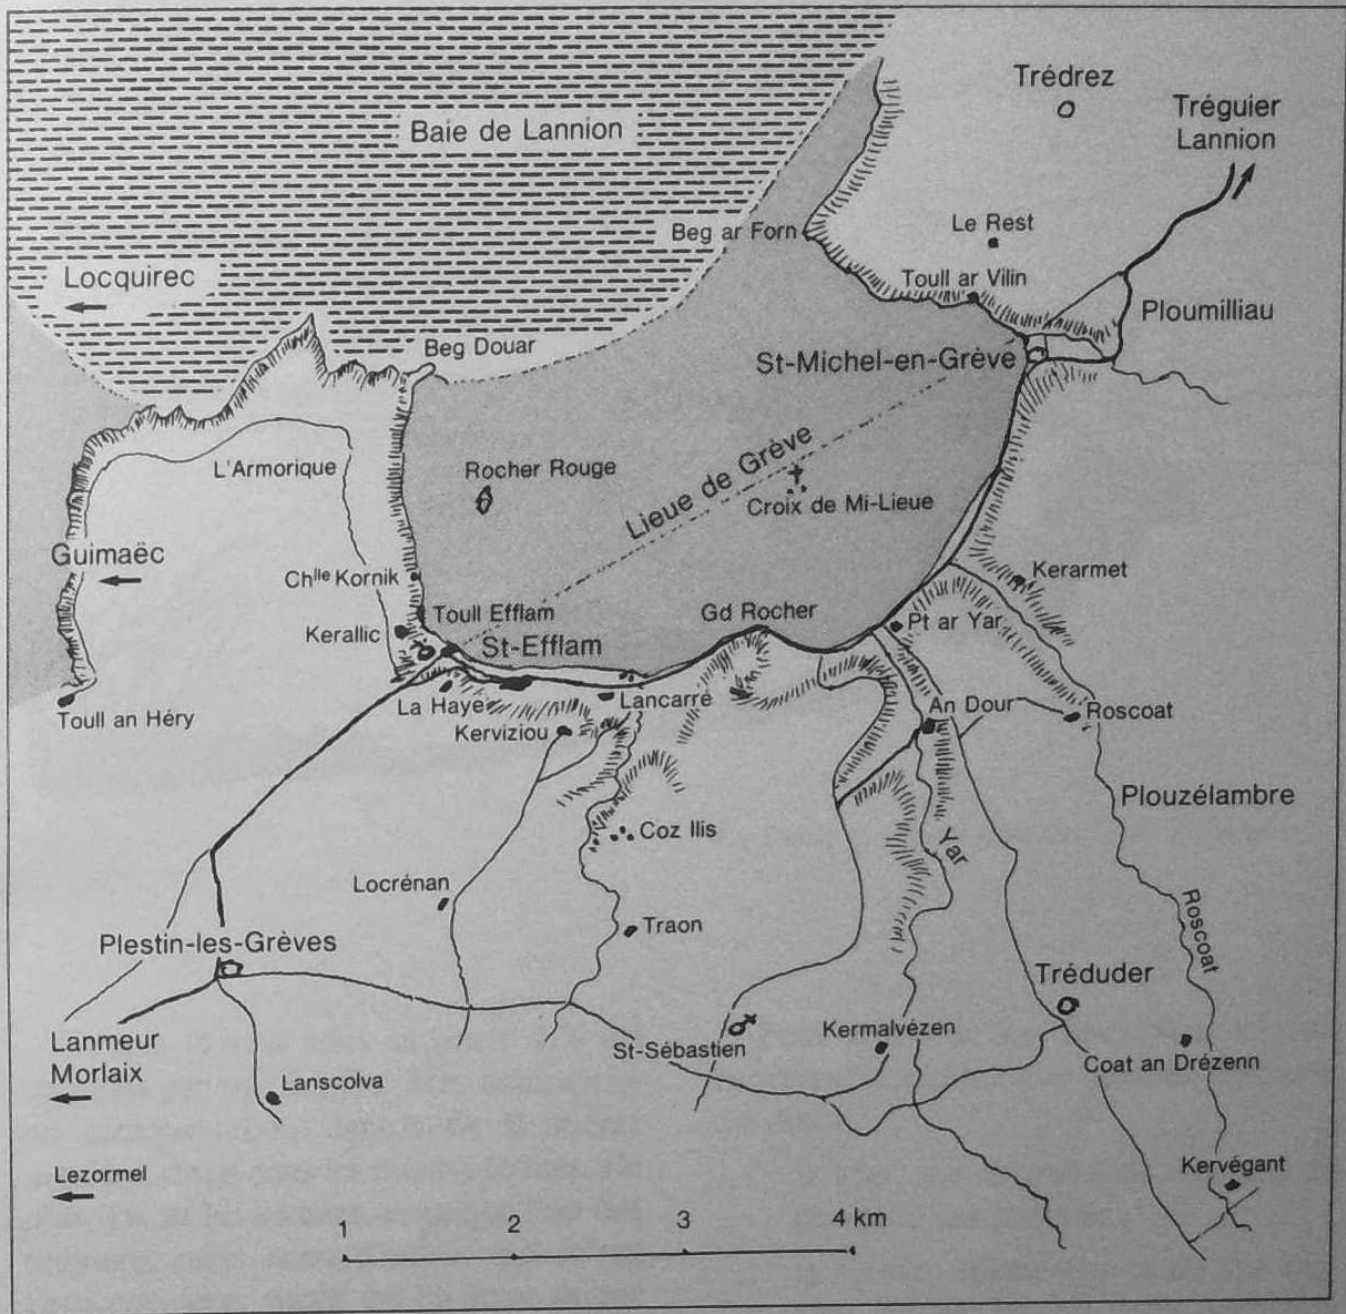 Trédrez
Tréguier
Lannion
Baie de Lannion
Beg ar Forn
Le Rest
Locquirec
Toull ar Vilin
Ploumilliau
Beg Douar
St-Michel-en-Grève
L'Armorique
Rocher Rouge
Lieue de Grève
Croix de Mi-Lieue
Guimaëc
Chlle Kornik
Kerarmet
Toull Efflam
Gd Rocher
Pt ar Yar
Kerallic
St-Efflam
Toull an Héry
La Haye
Lancarré
An Dour
Roscoat
Kerviziou
Plouzélambre
Coz Ilis
Yar
Locrénan
Roscoat
Traon
Plestin-les-Grèves
Tréduder
Lanmeur
Morlaix
St-Sébastien
Kermalvézen
Coat an Drézenn
Lanscolva
Lezormel
Kervégant
1 2 3 4 km